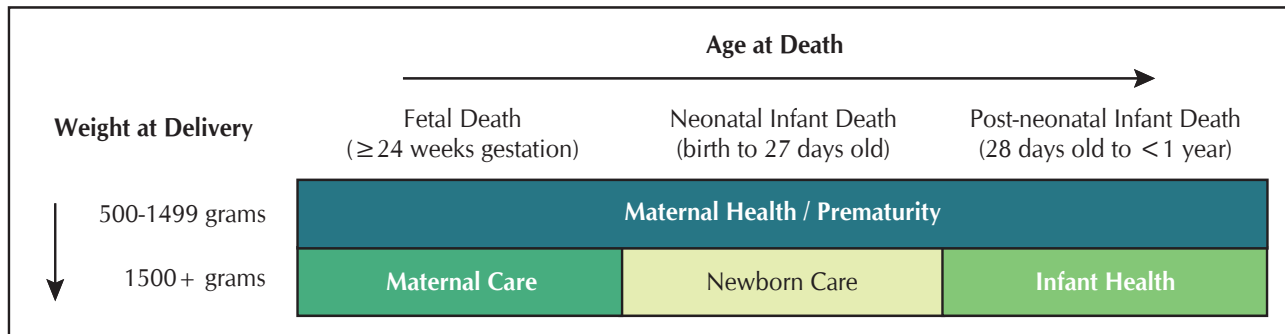 Age at Death
Weight at Delivery
Fetal Death
(≥24 weeks gestation)
Neonatal Infant Death
(birth to 27 days old)
Post-neonatal Infant Death
(28 days old to <1 year)
500-1499 grams
Maternal Health / Prematurity
1500+ grams
Maternal Care
Newborn Care
Infant Health